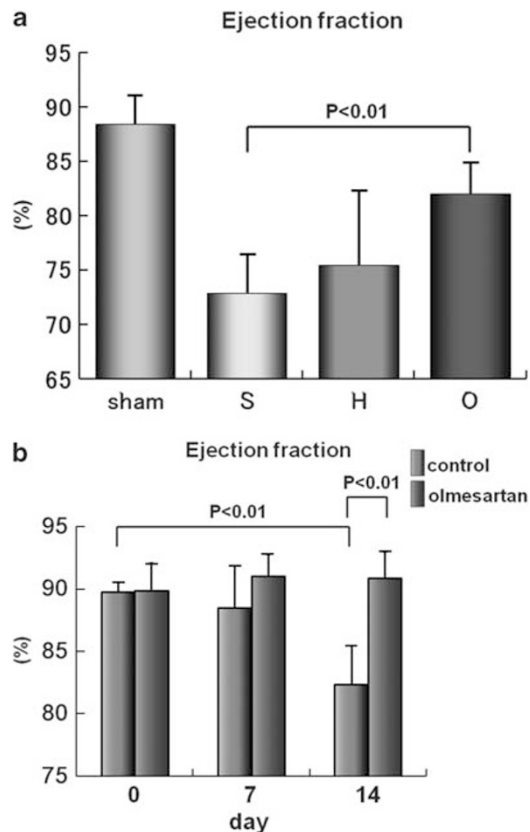 a
Ejection fraction
95
90
85
80
75
70
65
(%)
P<0.01
sham S H O
b
Ejection fraction
control
olmesartan
P<0.01
P<0.01
95
90
85
80
75
(%)
0 7 14
day